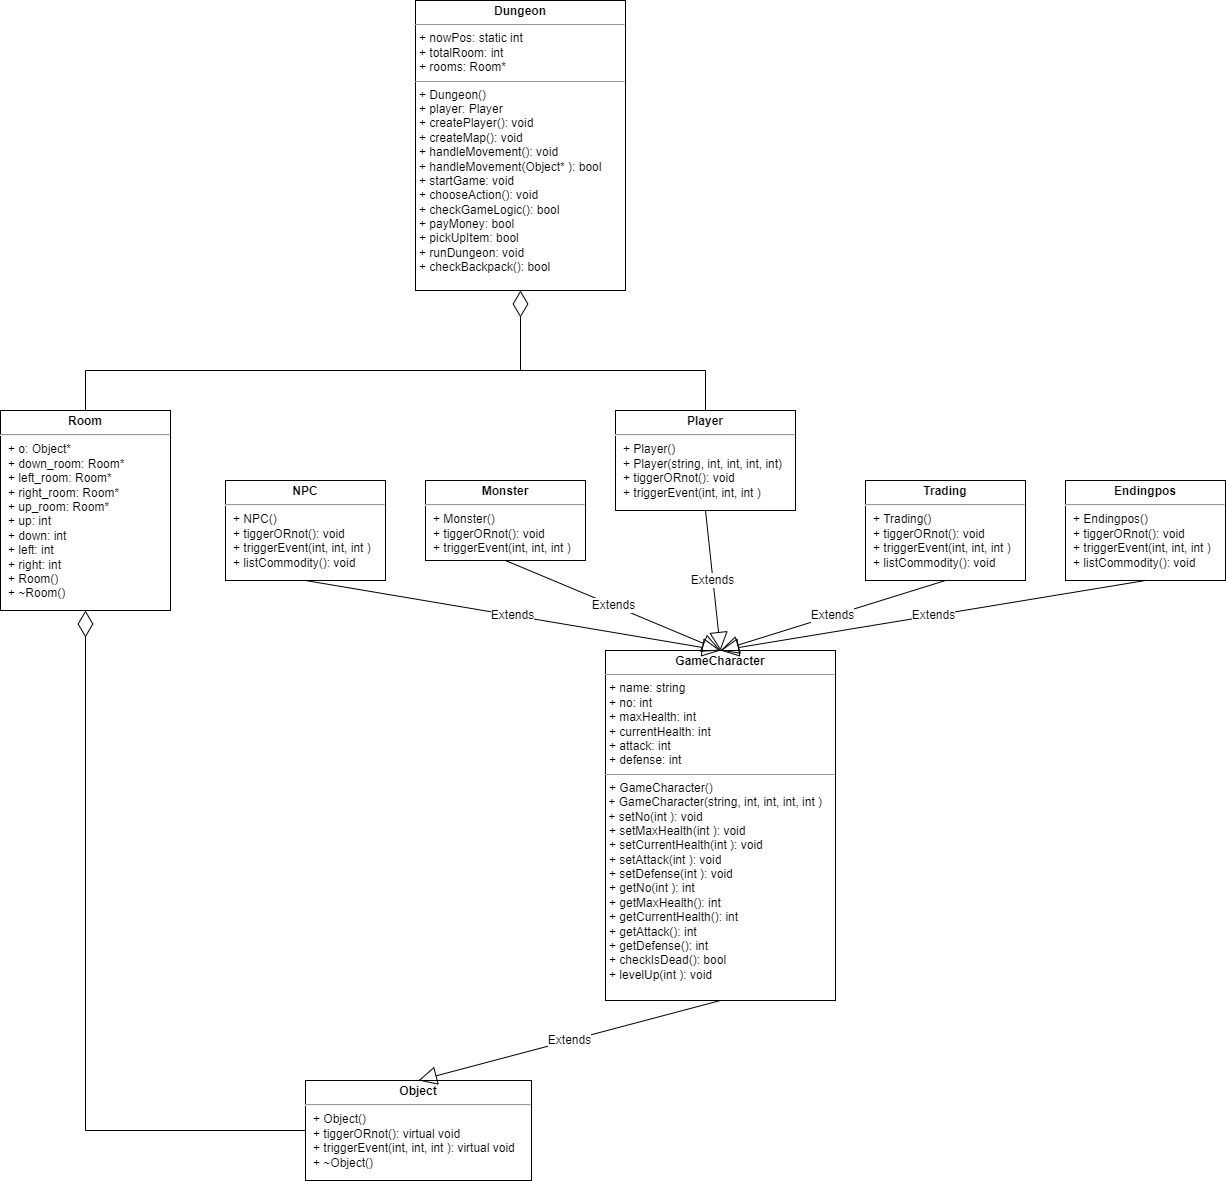 Dungeon
+ nowPos: static int
+ totalRoom: int
+ rooms: Room*
+ Dungeon()
+ player: Player
+ createPlayer(): void
+ createMap(): void
+ handleMovement(): void
+ handleMovement(Object* ): bool
+ startGame: void
+ chooseAction(): void
+ checkGameLogic(): bool
+ payMoney: bool
+ pickUpItem: bool
+ runDungeon: void
+ checkBackpack(): bool
Room
+ o: Object*
+ down_room: Room*
+ left_room: Room*
+ right_room: Room*
+ up_room: Room*
+ up: int
+ down: int
+ left: int
+ right: int
+ Room()
+ ~Room()
NPC
+ NPC()
+ tiggerORnot(): void
+ triggerEvent(int, int, int )
+ listCommodity(): void
Monster
+ Monster()
+ tiggerORnot(): void
+ triggerEvent(int, int, int )
Player
+ Player()
+ Player(string, int, int, int, int)
+ tiggerORnot(): void
+ triggerEvent(int, int, int )
Trading
+ Trading()
+ tiggerORnot(): void
+ triggerEvent(int, int, int )
+ listCommodity(): void
Endingpos
+ Endingpos()
+ tiggerORnot(): void
+ triggerEvent(int, int, int )
+ listCommodity(): void
Extends
Extends
Extends
Extends
Extends
GameCharacter
+ name: string
+ no: int
+ maxHealth: int
+ currentHealth: int
+ attack: int
+ defense: int
+ GameCharacter()
+ GameCharacter(string, int, int, int, int )
+ setNo(int ): void
+ setMaxHealth(int ): void
+ setCurrentHealth(int ): void
+ setAttack(int ): void
+ setDefense(int ): void
+ getNo(int ): int
+ getMaxHealth(): int
+ getCurrentHealth(): int
+ getAttack(): int
+ getDefense(): int
+ checkIsDead(): bool
+ levelUp(int ): void
Extends
Object
+ Object()
+ tiggerORnot(): virtual void
+ triggerEvent(int, int, int ): virtual void
+ ~Object()